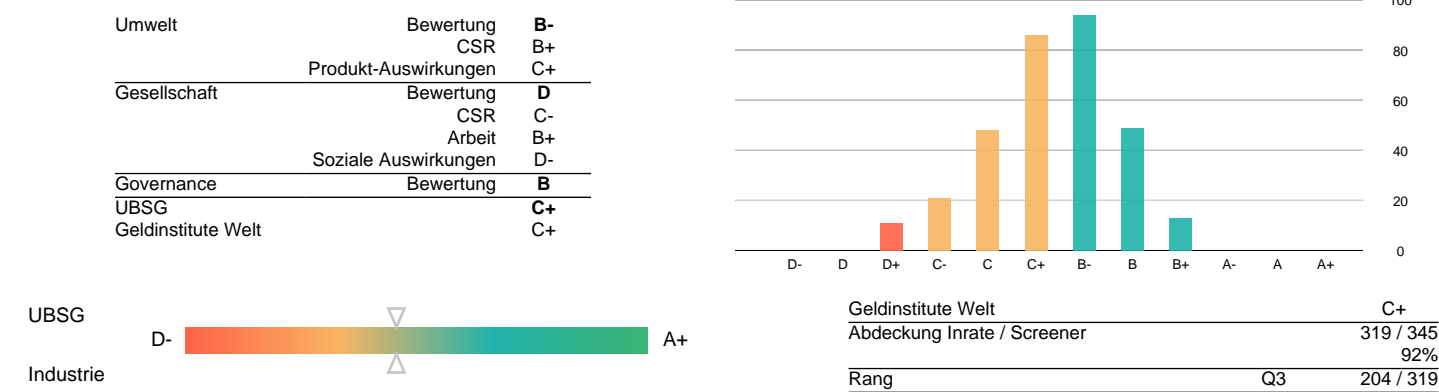 Umwelt Bewertung B-
CSR B+
Produkt-Auswirkungen C+
Gesellschaft Bewertung D
CSR C-
Arbeit B+
Soziale Auswirkungen D-
Governance Bewertung B
UBSG C+
Geldinstitute Welt C+
100
80
60
40
20
0
D- D D+ C- C C+ B- B B+ A- A A+
UBSG
D- A+
Industrie
Geldinstitute Welt C+
Abdeckung Inrate / Screener 319 / 345
92%
Rang Q3 204 / 319